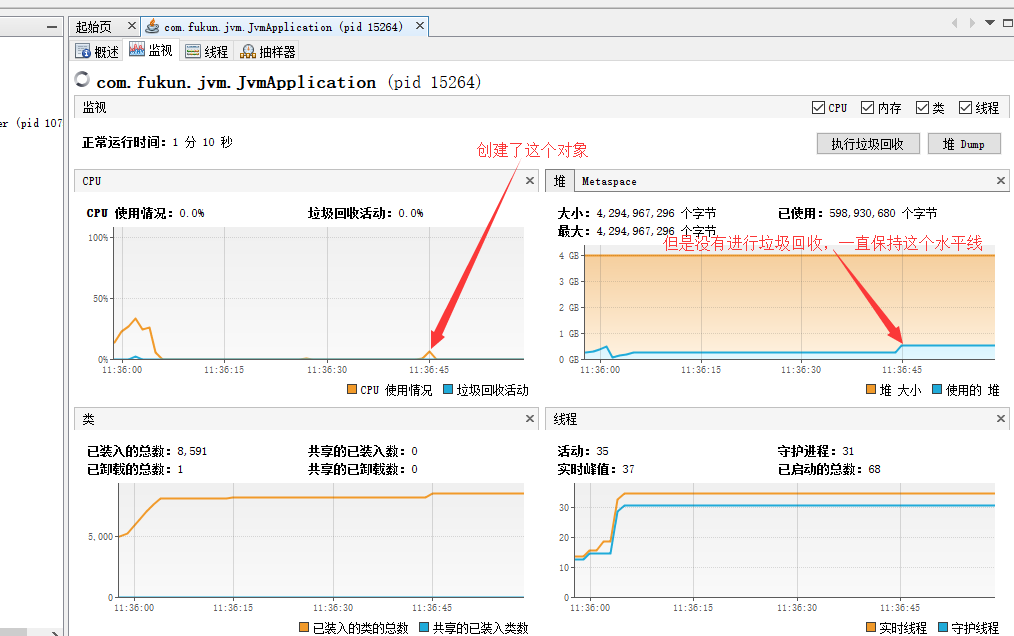 起始页
com.fukun.jvm.JvmApplication (pid 15264)
概述 监视 线程 抽样器
er (pid 107
com.fukun.jvm.JvmApplication (pid 15264)
监视
CPU 内存 类 线程
正常运行时间：1 分 10 秒
执行垃圾回收 堆 Dump
创建了这个对象
CPU
CPU 使用情况：0.0%
垃圾回收活动：0.0%
100%
50%
0%
11:36:00 11:36:15 11:36:30 11:36:45
CPU 使用情况 垃圾回收活动
堆 Metaspace
大小：4,294,967,296 个字节
已使用：598,930,680 个字节
最大：4,294,967,296 个字节
但是没有进行垃圾回收，一直保持这个水平线
4 GB
3 GB
2 GB
1 GB
0 GB
11:36:00 11:36:15 11:36:30 11:36:45
堆 大小 使用的 堆
类
已装入的总数：8,591
共享的已装入数：0
已卸载的总数：1
共享的已卸载数：0
5,000
0
11:36:00 11:36:15 11:36:30 11:36:45
已装入的类的总数 共享的已装入类数
线程
活动：35
守护进程：31
实时峰值：37
已启动的总数：68
30
20
10
0
11:36:00 11:36:15 11:36:30 11:36:45
实时线程 守护线程